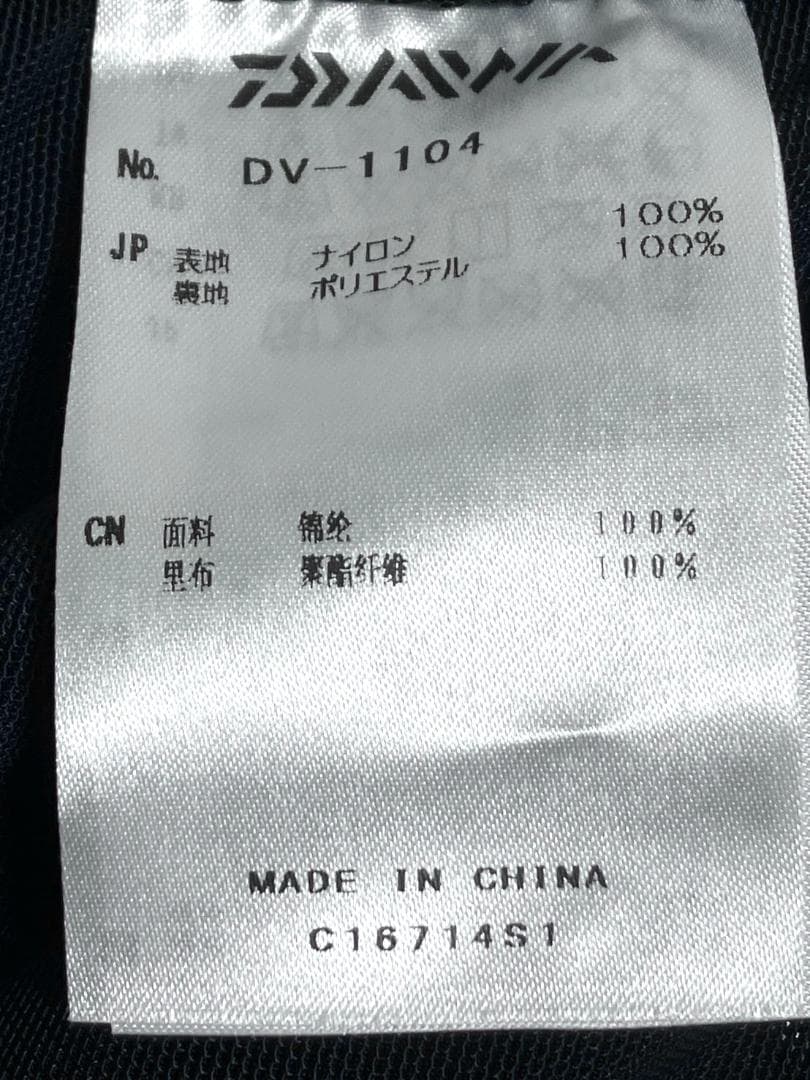 DAIWA
No. DV-1104
JP 表地 ナイロン 100%
裏地 ポリエステル 100%
CN 面料 锦纶 100%
里布 聚酯纤维 100%
MADE IN CHINA
C16714S1